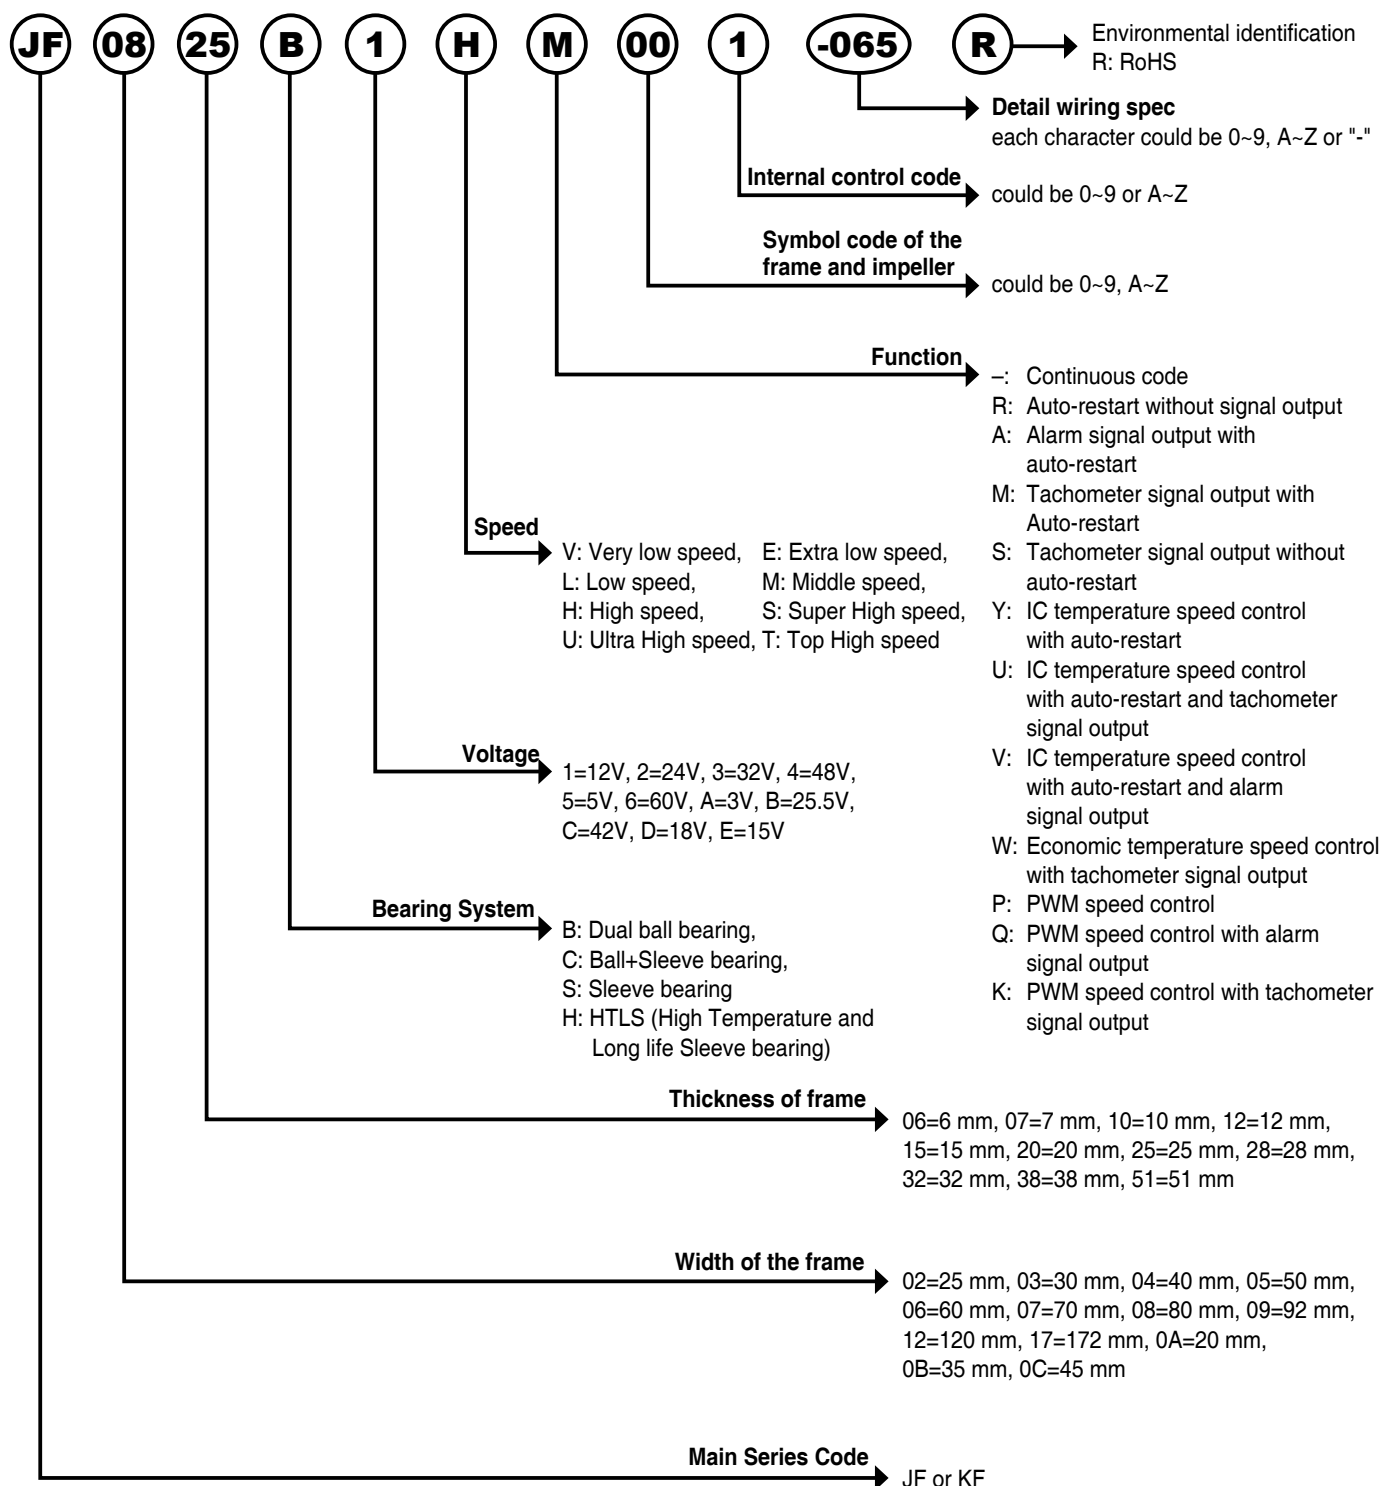 JF 08 25 B 1 H M 00 1 -065 R
Environmental identification
R: RoHS
Detail wiring spec
each character could be 0~9, A~Z or "-"
Internal control code
could be 0~9 or A~Z
Symbol code of the
frame and impeller
could be 0~9, A~Z
Function
–: Continuous code
R: Auto-restart without signal output
A: Alarm signal output with
auto-restart
M: Tachometer signal output with
Auto-restart
S: Tachometer signal output without
auto-restart
Y: IC temperature speed control
with auto-restart
U: IC temperature speed control
with auto-restart and tachometer
signal output
V: IC temperature speed control
with auto-restart and alarm
signal output
W: Economic temperature speed control
with tachometer signal output
P: PWM speed control
Q: PWM speed control with alarm
signal output
K: PWM speed control with tachometer
signal output
Speed
V: Very low speed, E: Extra low speed,
L: Low speed, M: Middle speed,
H: High speed, S: Super High speed,
U: Ultra High speed, T: Top High speed
Voltage
1=12V, 2=24V, 3=32V, 4=48V,
5=5V, 6=60V, A=3V, B=25.5V,
C=42V, D=18V, E=15V
Bearing System
B: Dual ball bearing,
C: Ball+Sleeve bearing,
S: Sleeve bearing
H: HTLS (High Temperature and
Long life Sleeve bearing)
Thickness of frame
06=6 mm, 07=7 mm, 10=10 mm, 12=12 mm,
15=15 mm, 20=20 mm, 25=25 mm, 28=28 mm,
32=32 mm, 38=38 mm, 51=51 mm
Width of the frame
02=25 mm, 03=30 mm, 04=40 mm, 05=50 mm,
06=60 mm, 07=70 mm, 08=80 mm, 09=92 mm,
12=120 mm, 17=172 mm, 0A=20 mm,
0B=35 mm, 0C=45 mm
Main Series Code
JF or KF